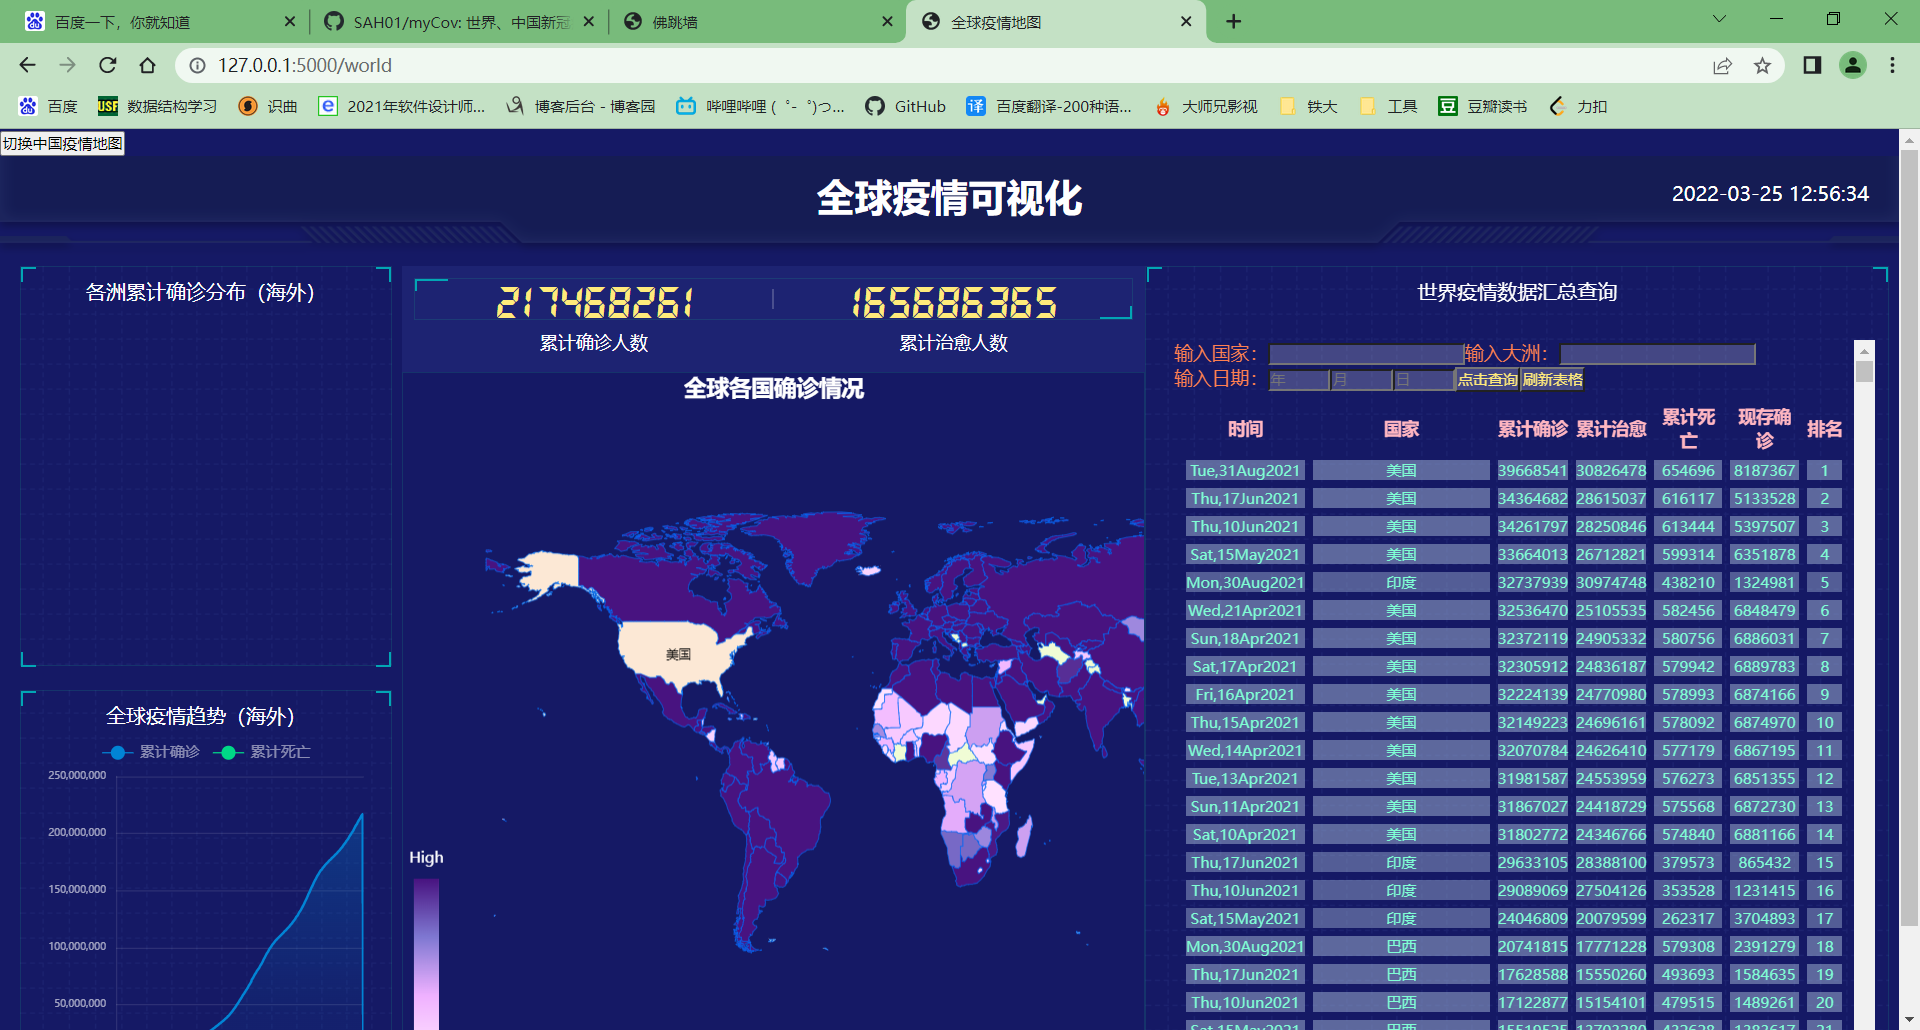 百度一下，你就知道
SAH01/myCov: 世界、中国新冠
佛跳墙
全球疫情地图
127.0.0.1:5000/world
百度
数据结构学习
识曲
2021年软件设计师...
博客后台 - 博客园
哔哩哔哩 (゜-゜)つ...
GitHub
百度翻译-200种语...
大师兄影视
铁大
工具
豆瓣读书
力扣
切换中国疫情地图
全球疫情可视化
2022-03-25 12:56:34
各洲累计确诊分布（海外）
全球疫情趋势（海外）
累计确诊 累计死亡
250,000,000
200,000,000
150,000,000
100,000,000
50,000,000
217468261
165686365
累计确诊人数
累计治愈人数
全球各国确诊情况
美国
High
世界疫情数据汇总查询
输入国家： 输入大洲：
输入日期： 年 月 日 点击查询 刷新表格
时间 国家 累计确诊 累计治愈 累计死亡 现存确诊 排名
Tue,31Aug2021 美国 39668541 30826478 654696 8187367 1
Thu,17Jun2021 美国 34364682 28615037 616117 5133528 2
Thu,10Jun2021 美国 34261797 28250846 613444 5397507 3
Sat,15May2021 美国 33664013 26712821 599314 6351878 4
Mon,30Aug2021 印度 32737939 30974748 438210 1324981 5
Wed,21Apr2021 美国 32536470 25105535 582456 6848479 6
Sun,18Apr2021 美国 32372119 24905332 580756 6886031 7
Sat,17Apr2021 美国 32305912 24836187 579942 6889783 8
Fri,16Apr2021 美国 32224139 24770980 578993 6874166 9
Thu,15Apr2021 美国 32149223 24696161 578092 6874970 10
Wed,14Apr2021 美国 32070784 24626410 577179 6867195 11
Tue,13Apr2021 美国 31981587 24553959 576273 6851355 12
Sun,11Apr2021 美国 31867027 24418729 575568 6872730 13
Sat,10Apr2021 美国 31802772 24346766 574840 6881166 14
Thu,17Jun2021 印度 29633105 28388100 379573 865432 15
Thu,10Jun2021 印度 29089069 27504126 353528 1231415 16
Sat,15May2021 印度 24046809 20079599 262317 3704893 17
Mon,30Aug2021 巴西 20741815 17771228 579308 2391279 18
Thu,17Jun2021 巴西 17628588 15550260 493693 1584635 19
Thu,10Jun2021 巴西 17122877 15154101 479515 1489261 20